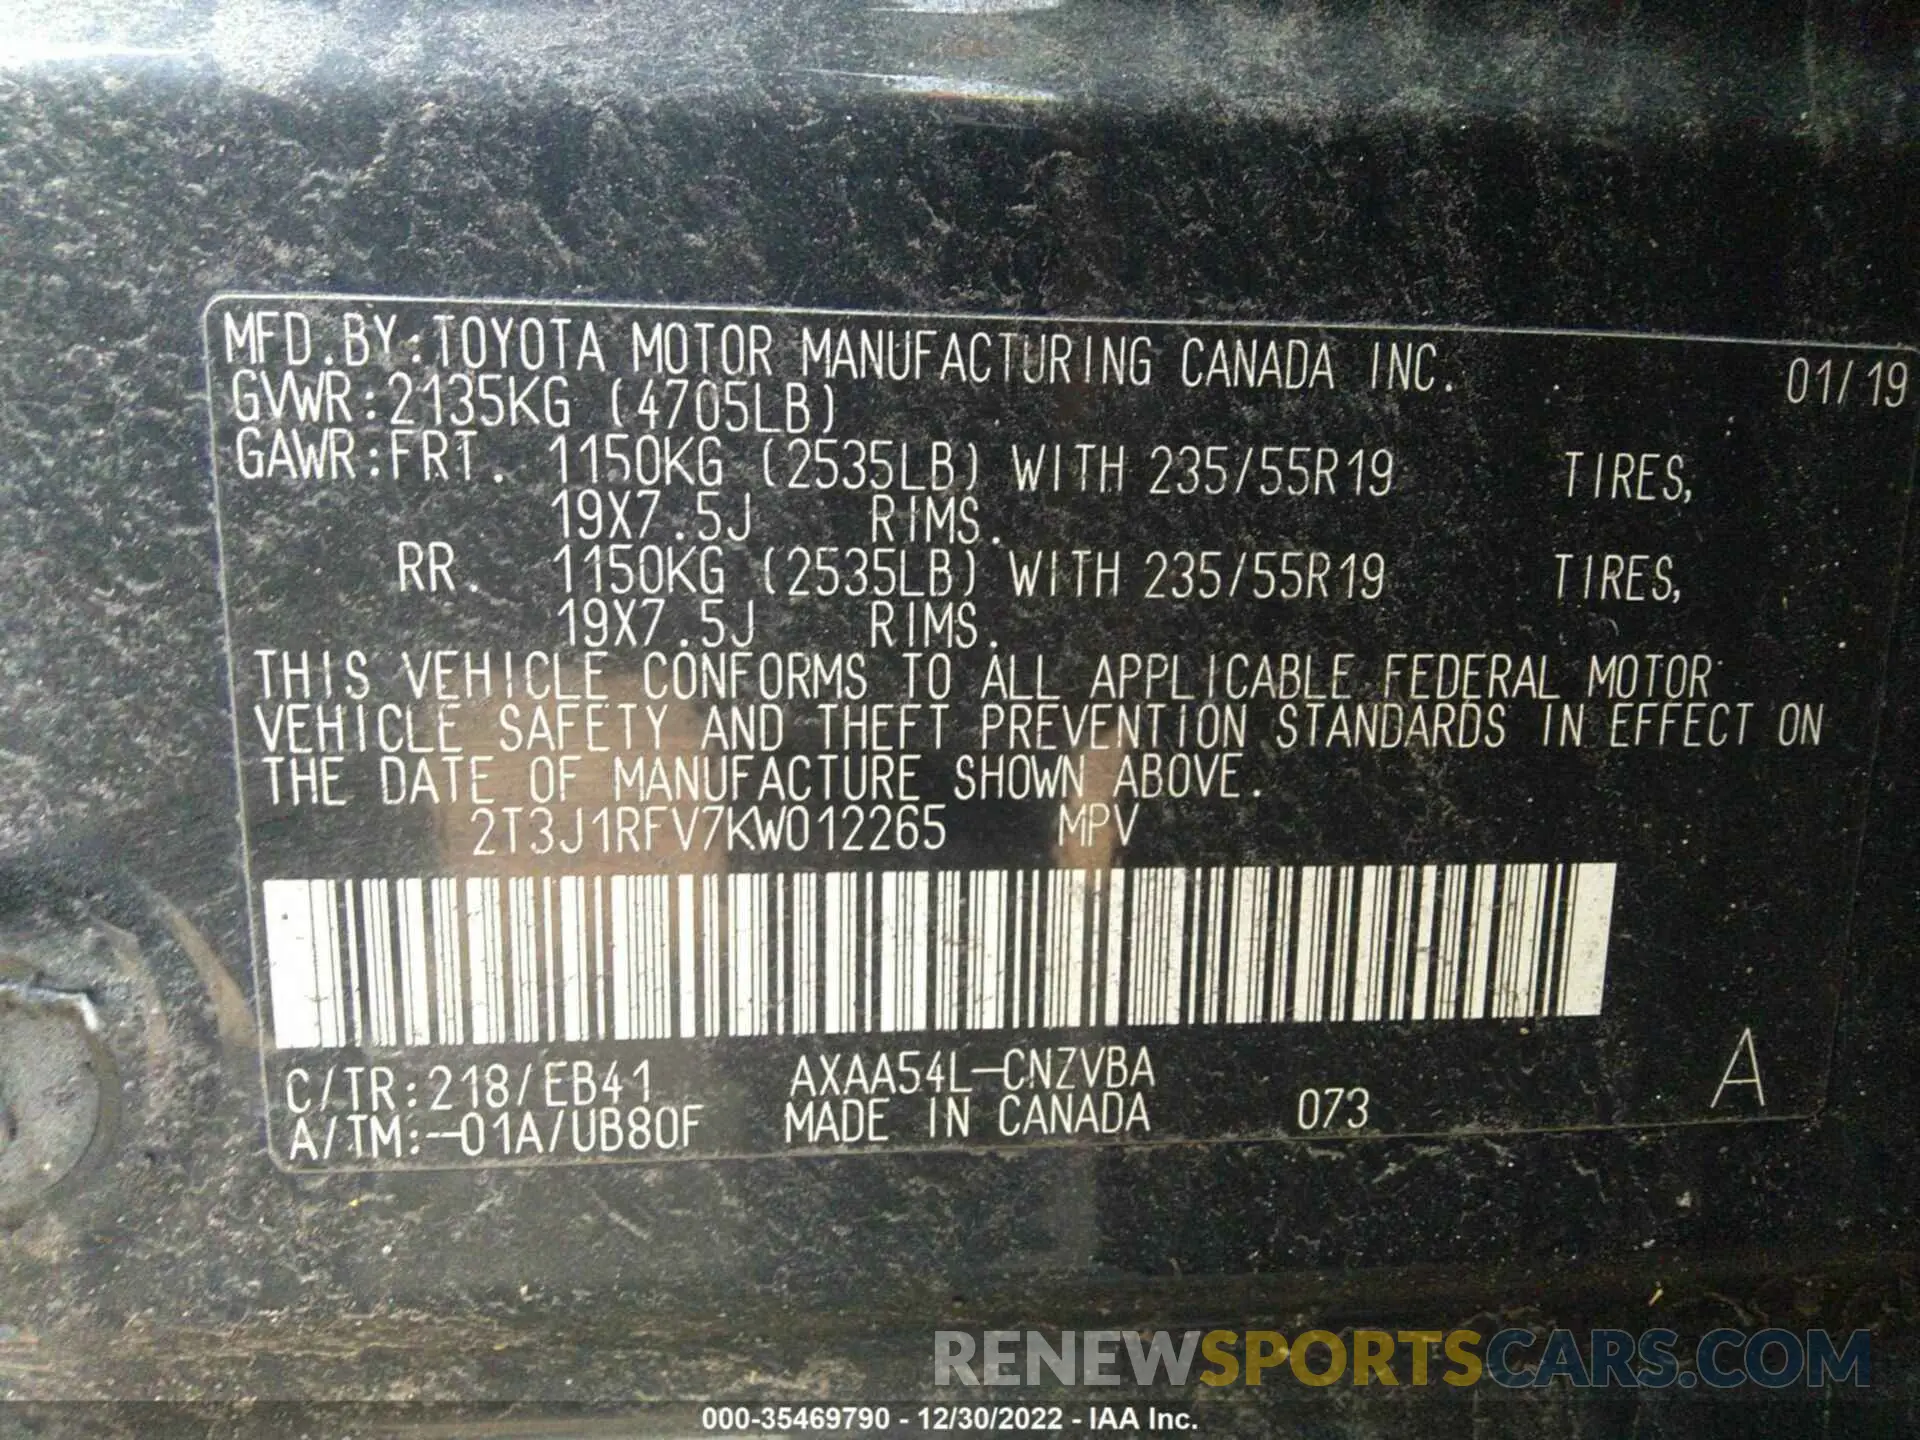 MFD.BY:TOYOTA MOTOR MANUFACTURING CANADA INC. 01/19
GVWR:2135KG (4705LB)
GAWR:FRT. 1150KG (2535LB) WITH 235/55R19 TIRES,
19X7.5J RIMS.
RR. 1150KG (2535LB) WITH 235/55R19 TIRES,
19X7.5J RIMS.
THIS VEHICLE CONFORMS TO ALL APPLICABLE FEDERAL MOTOR
VEHICLE SAFETY AND THEFT PREVENTION STANDARDS IN EFFECT ON
THE DATE OF MANUFACTURE SHOWN ABOVE.
2T3J1RFV7KW012265 MPV
C/TR:218/EB41 AXAA54L-CNZVBA A
A/TM:-01A/UB80F MADE IN CANADA 073
RENEWSPORTSCARS.COM
000-35469790 - 12/30/2022 - IAA Inc.